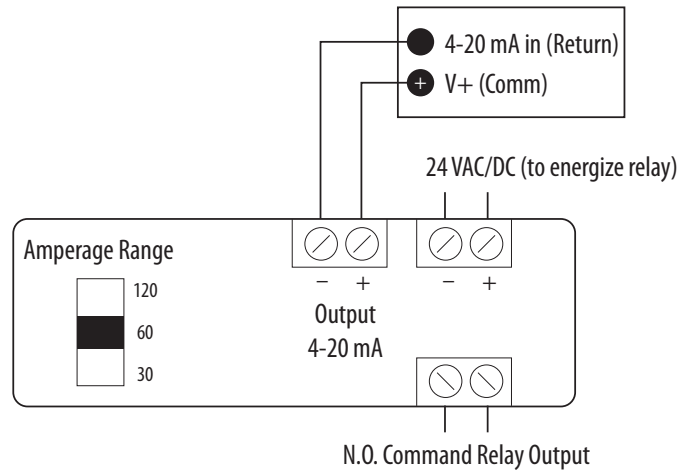 4-20 mA in (Return)
+ V+ (Comm)
24 VAC/DC (to energize relay)
Amperage Range
120
60
30
− + − +
Output
4-20 mA
N.O. Command Relay Output